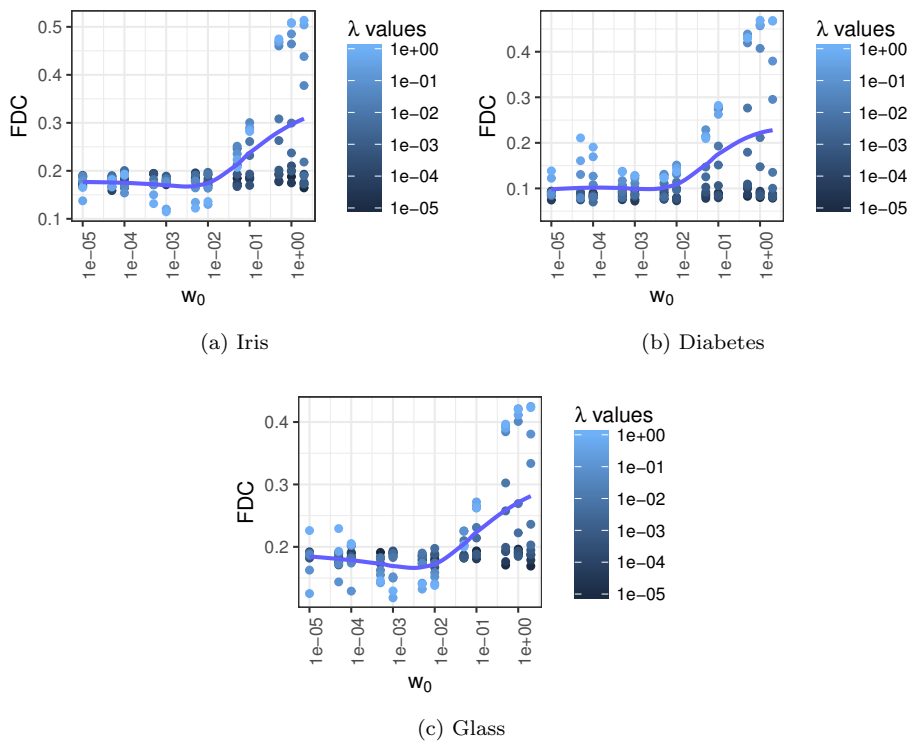 0.5
0.4
0.3
0.2
0.1
FDC
1e−05
1e−04
1e−03
1e−02
1e−01
1e+00
w0
λ values
1e+00
1e−01
1e−02
1e−03
1e−04
1e−05
(a) Iris
0.4
0.3
0.2
0.1
FDC
1e−05
1e−04
1e−03
1e−02
1e−01
1e+00
w0
λ values
1e+00
1e−01
1e−02
1e−03
1e−04
1e−05
(b) Diabetes
0.4
0.3
0.2
FDC
1e−05
1e−04
1e−03
1e−02
1e−01
1e+00
w0
λ values
1e+00
1e−01
1e−02
1e−03
1e−04
1e−05
(c) Glass